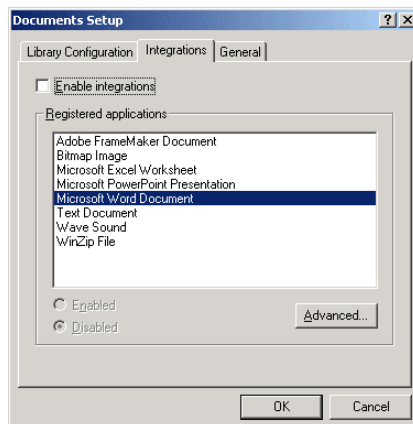 Documents Setup
Library Configuration Integrations General
Enable integrations
Registered applications
Adobe FrameMaker Document
Bitmap Image
Microsoft Excel Worksheet
Microsoft PowerPoint Presentation
Microsoft Word Document
Text Document
Wave Sound
WinZip File
Enabled
Disabled
Advanced...
OK Cancel